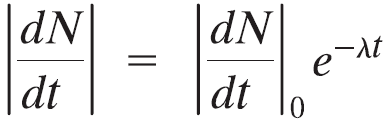 |dN/dt| = |dN/dt|₀ e^{-λt}